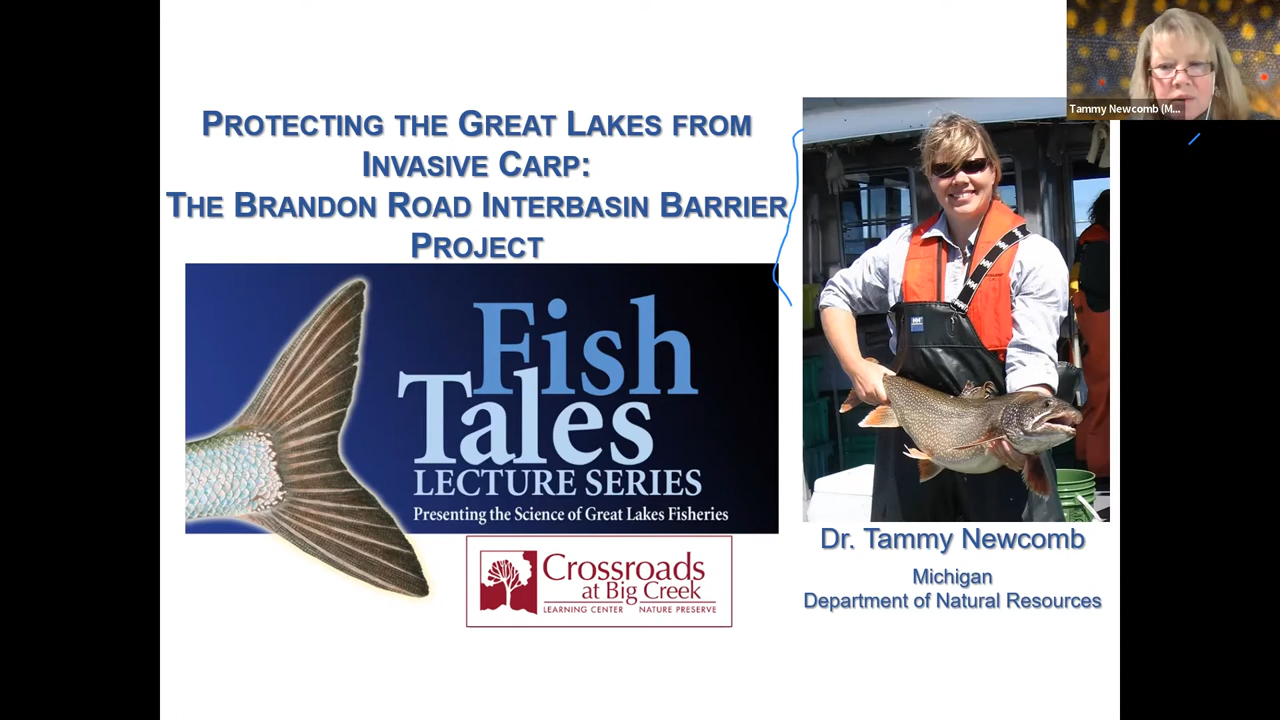 Tammy Newcomb (M...
PROTECTING THE GREAT LAKES FROM
INVASIVE CARP:
THE BRANDON ROAD INTERBASIN BARRIER
PROJECT
Fish
Tales
LECTURE SERIES
Presenting the Science of Great Lakes Fisheries
Crossroads
at Big Creek
LEARNING CENTER NATURE PRESERVE
HH
Dr. Tammy Newcomb
Michigan
Department of Natural Resources